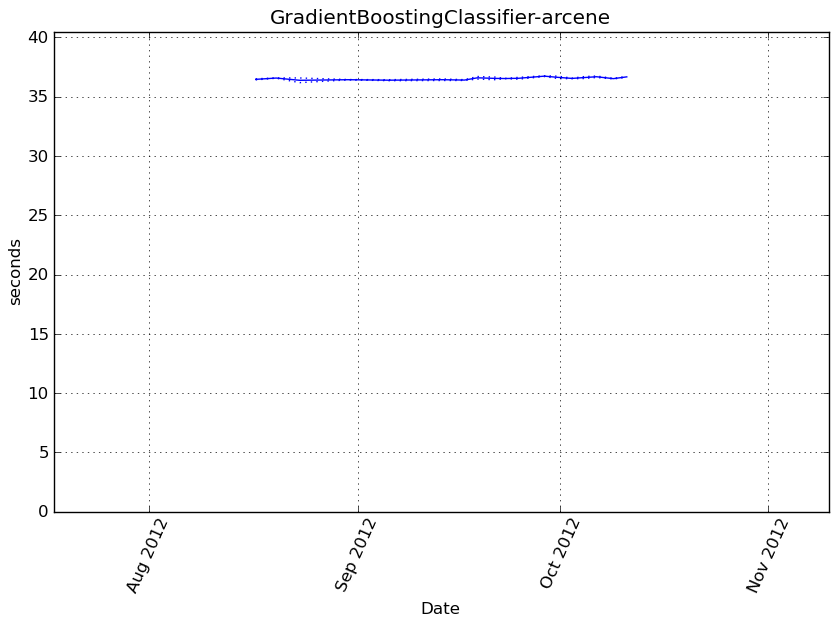 GradientBoostingClassifier-arcene
40
35
30
25
20
15
10
5
0
seconds
Aug 2012
Sep 2012
Oct 2012
Nov 2012
Date